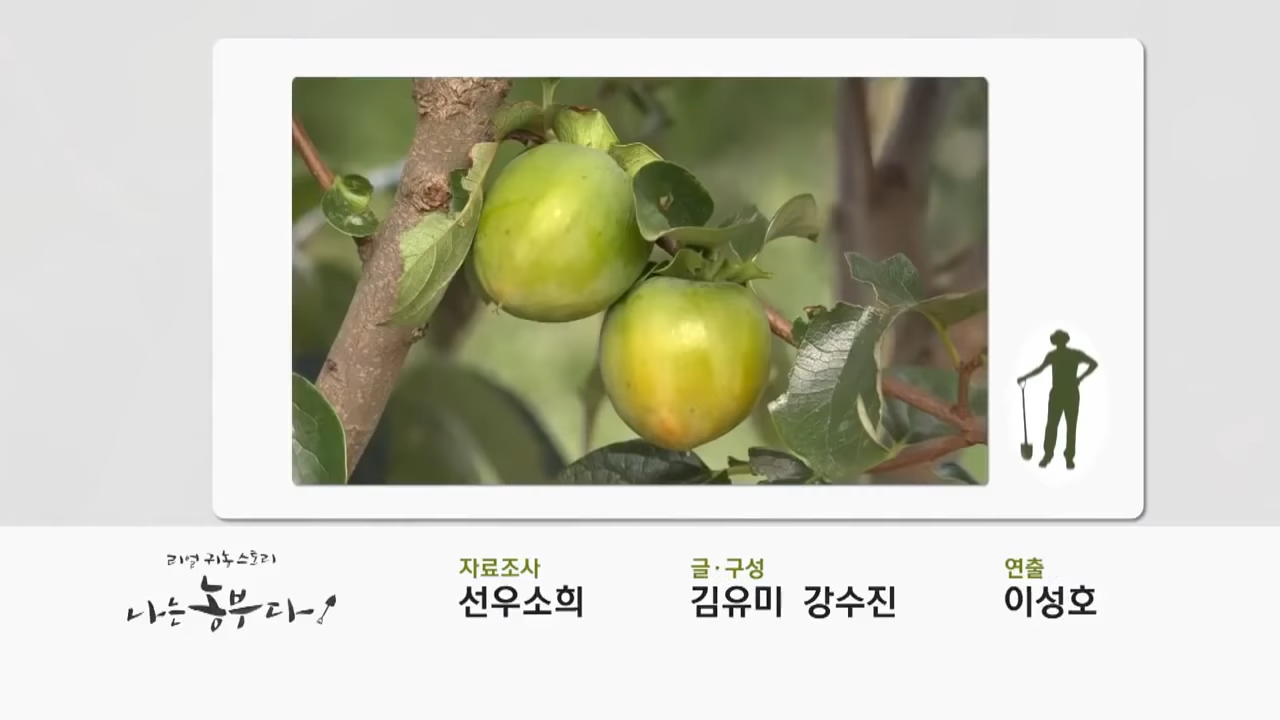 리얼 귀농 스토리
나는 농부다!
자료조사
선우소희
글·구성
김유미 강수진
연출
이성호